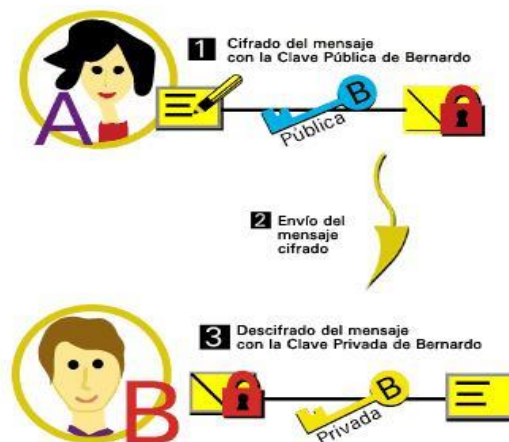 1 Cifrado del mensaje
con la Clave Pública de Bernardo
A
B
Pública
2 Envío del
mensaje
cifrado
3 Descifrado del mensaje
con la Clave Privada de Bernardo
B
B
Privada